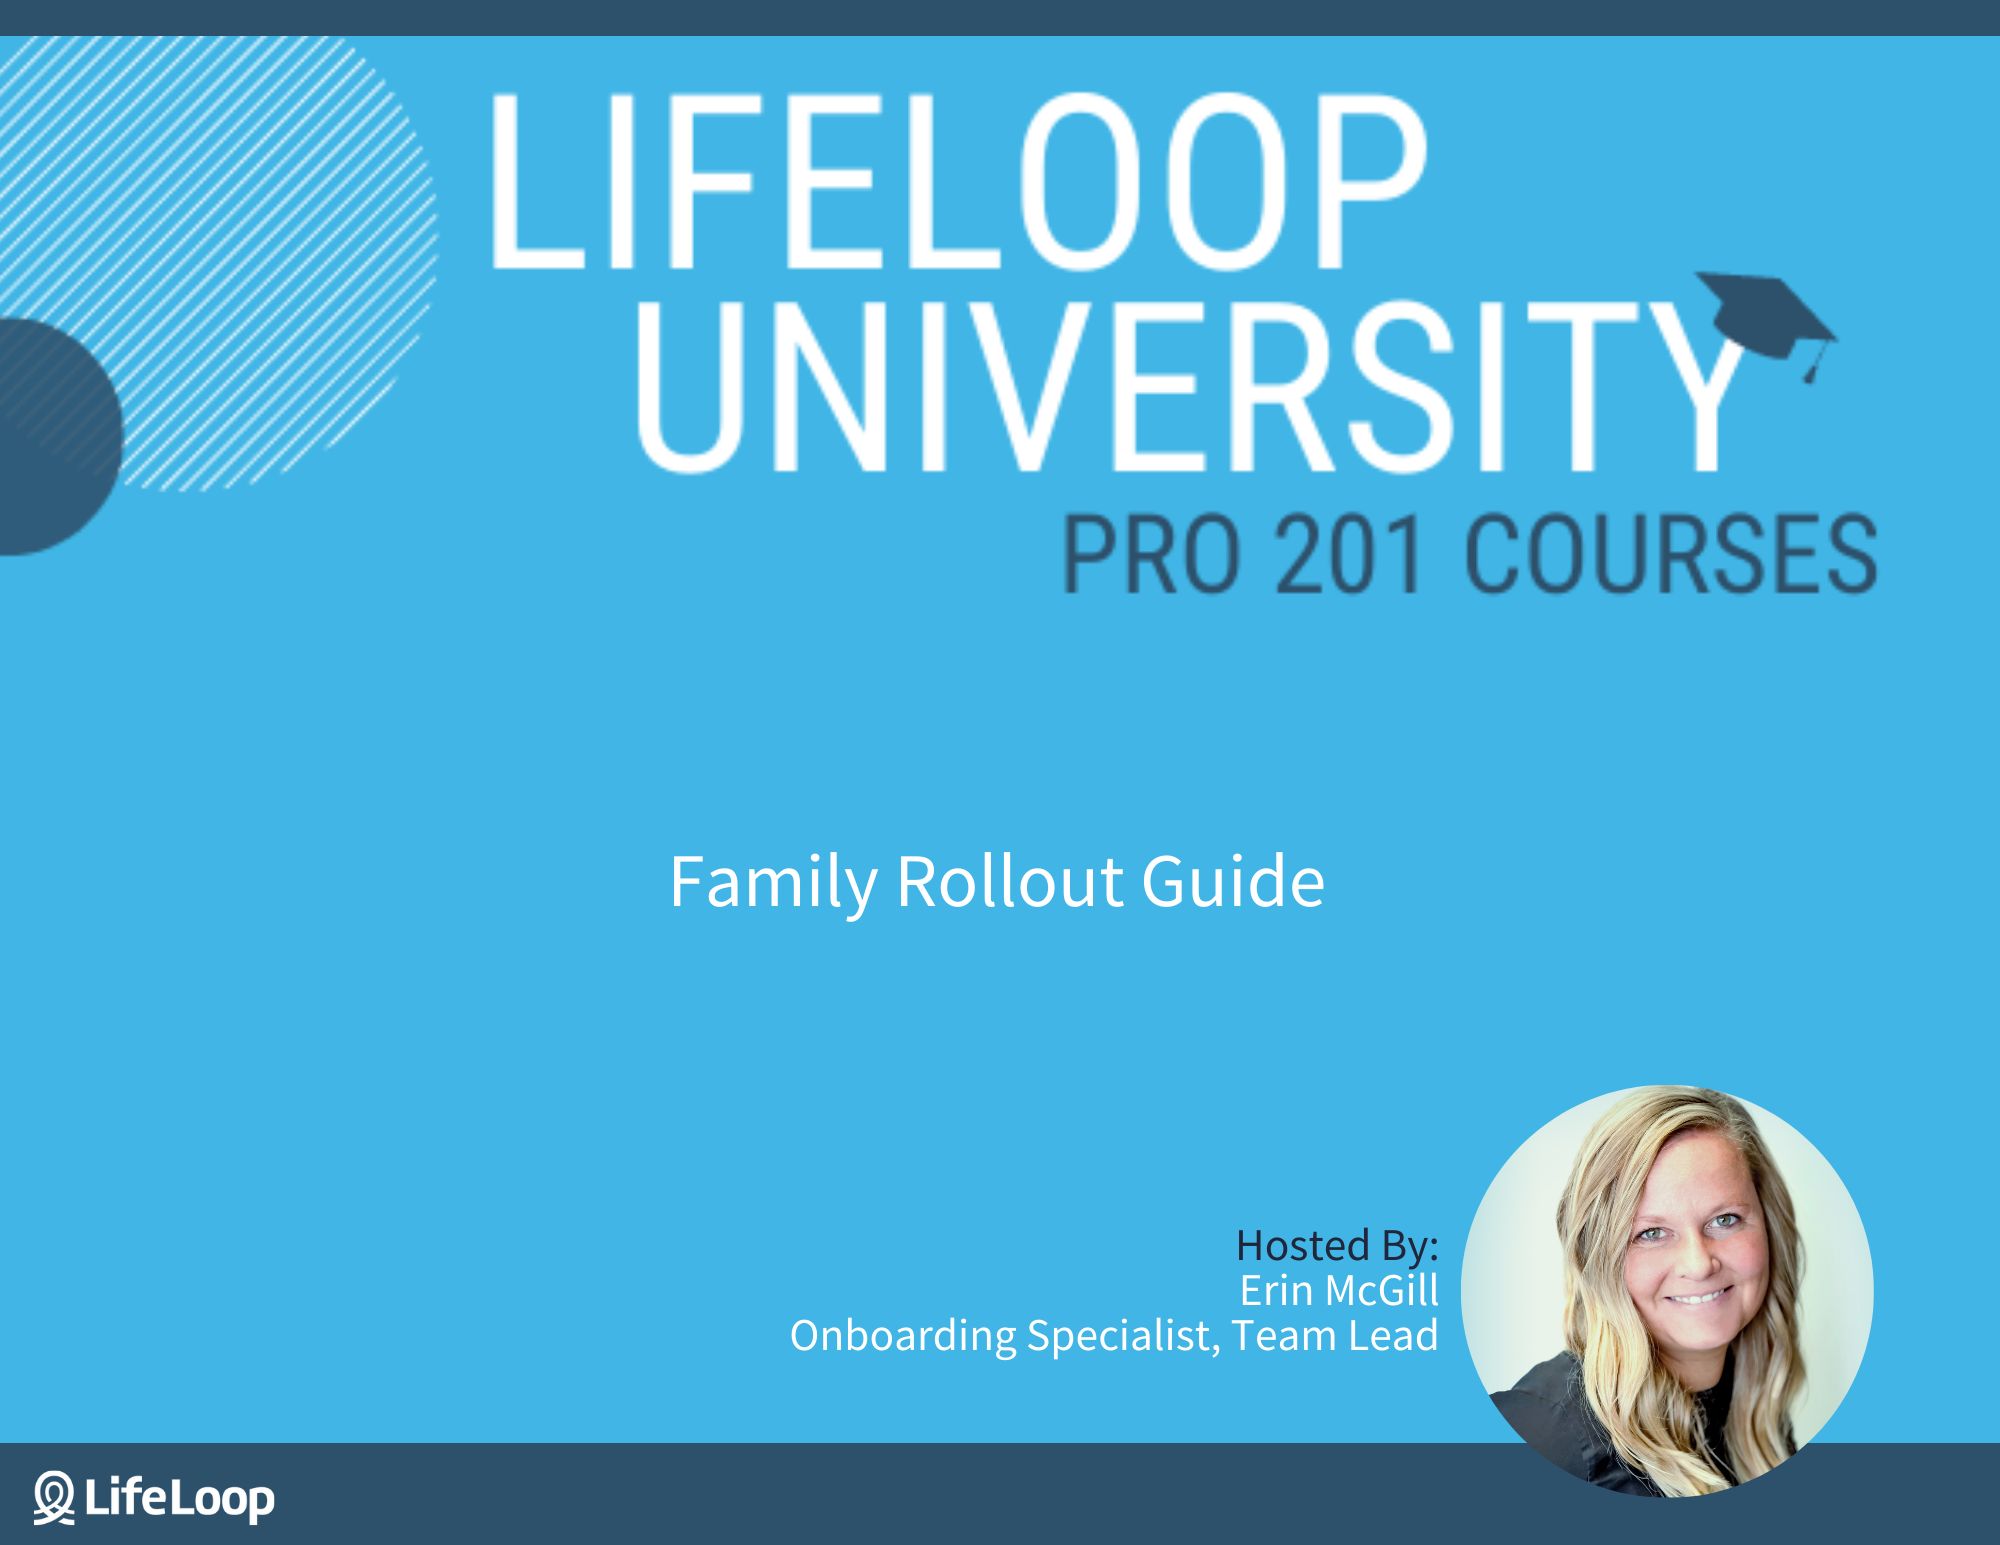 LIFELOOP
UNIVERSITY
PRO 201 COURSES
Family Rollout Guide
Hosted By:
Erin McGill
Onboarding Specialist, Team Lead
LifeLoop